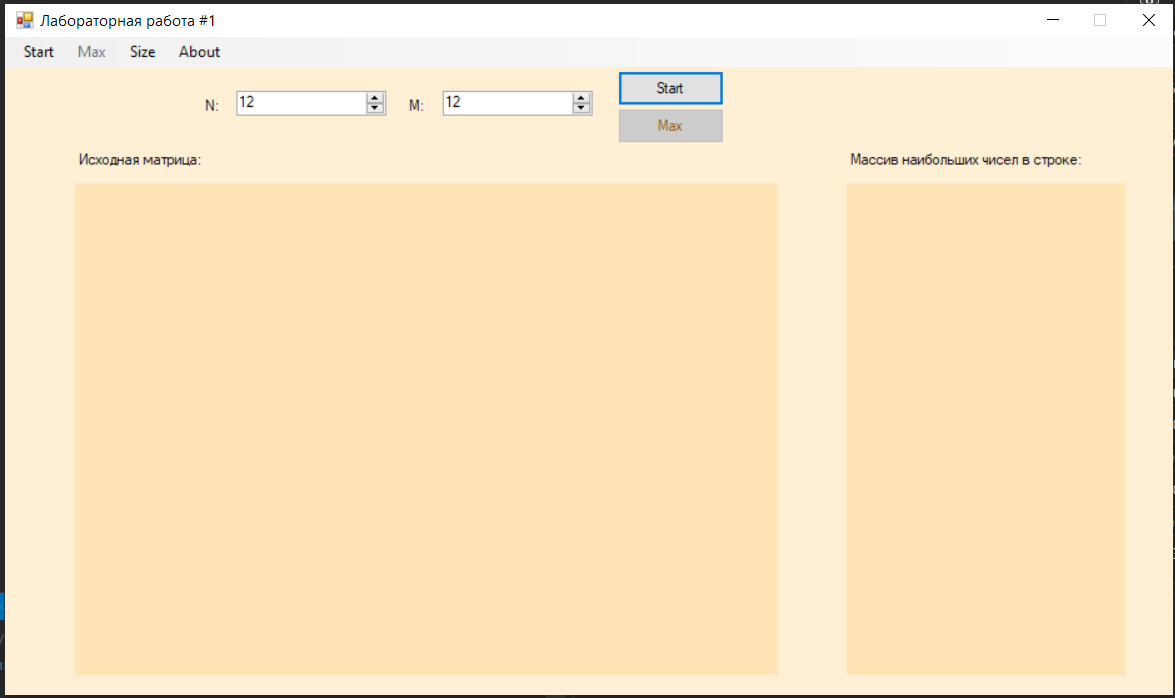 Лабораторная работа #1
Start Max Size About
N: 12 M: 12 Start
Max
Исходная матрица: Массив наибольших чисел в строке: